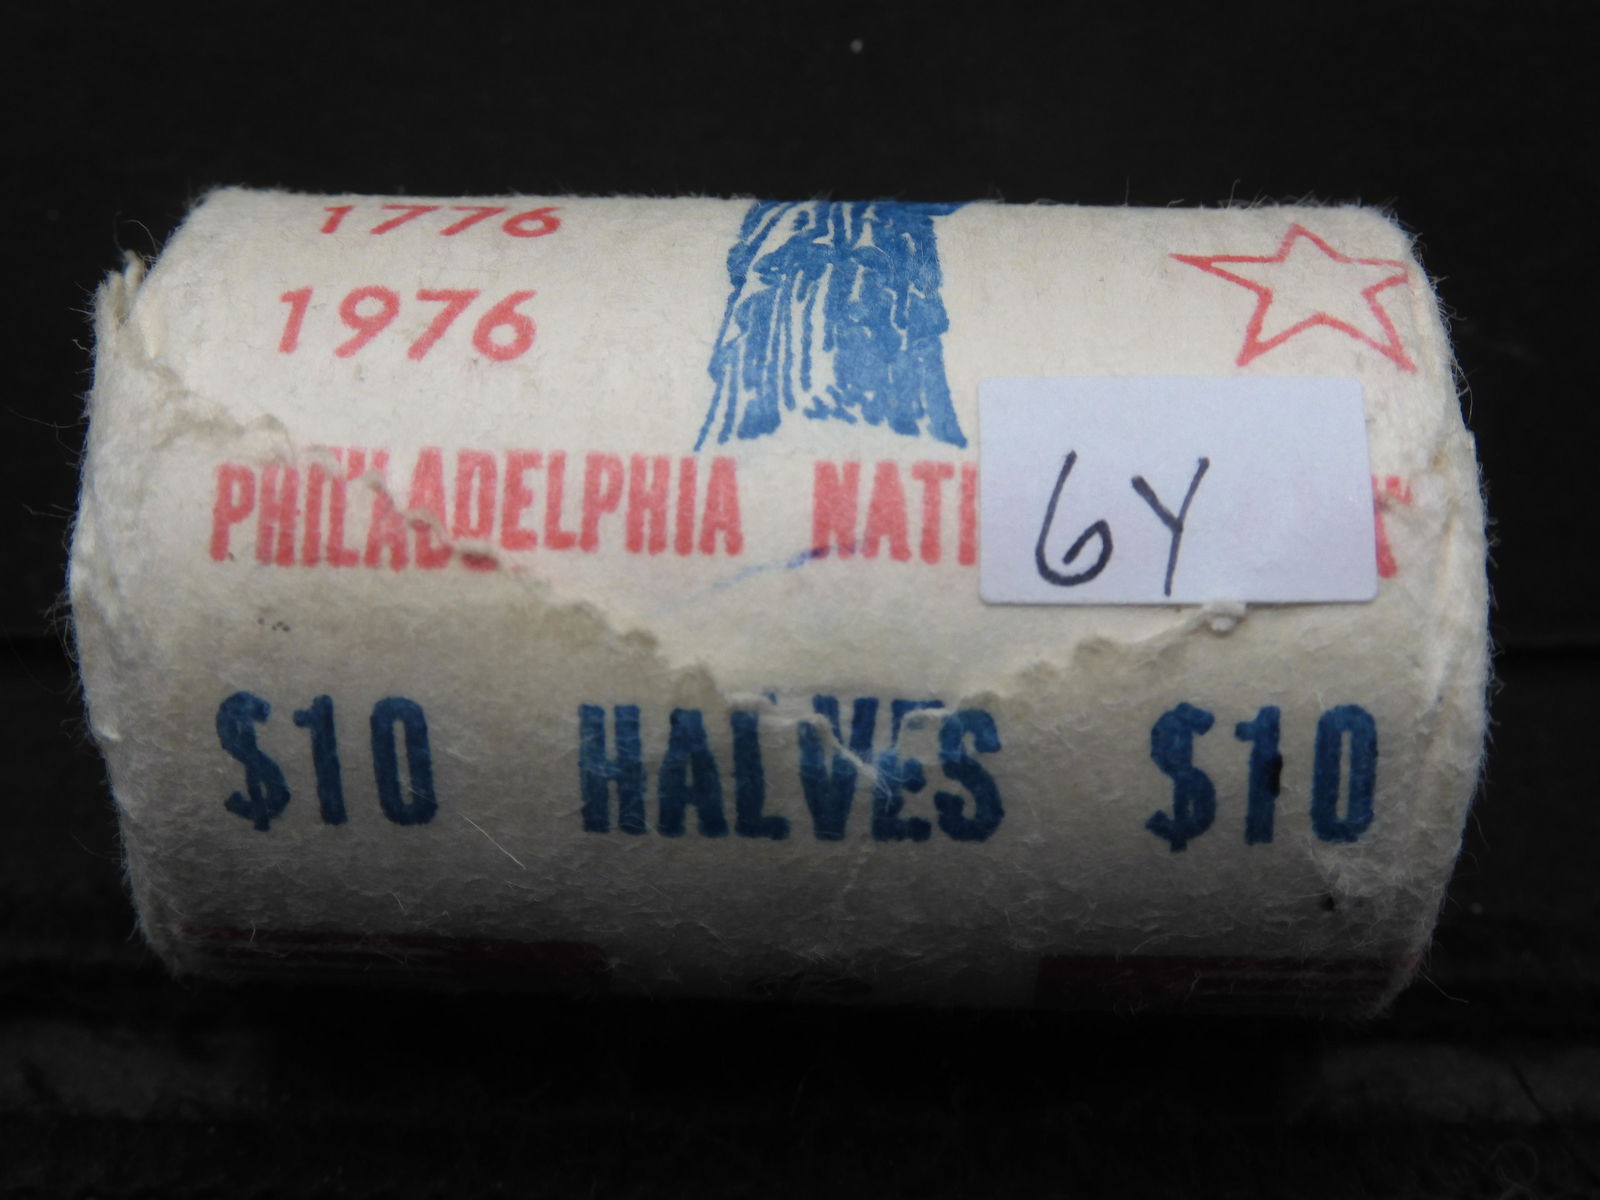 1776
1976
PHILADELPHIA NATI
6Y
$10 HALVES $10